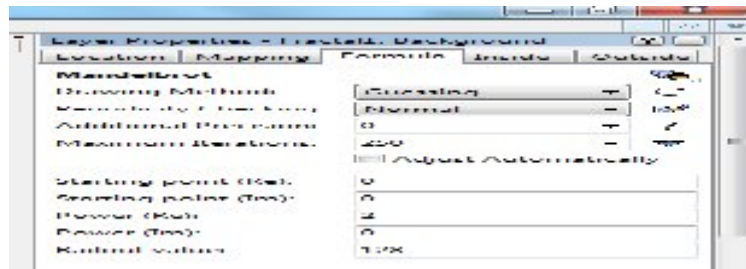 Layer Properties - Fractal1: Background
Location Mapping Formula Inside Outside
Mandelbrot
Drawing Method: Guessing
Periodicity Checking: Normal
Additional Precision: 0
Maximum Iterations: 250
Adjust Automatically
Starting point (Re): 0
Starting point (Im): 0
Power (Re): 2
Power (Im): 0
Bailout value: 128